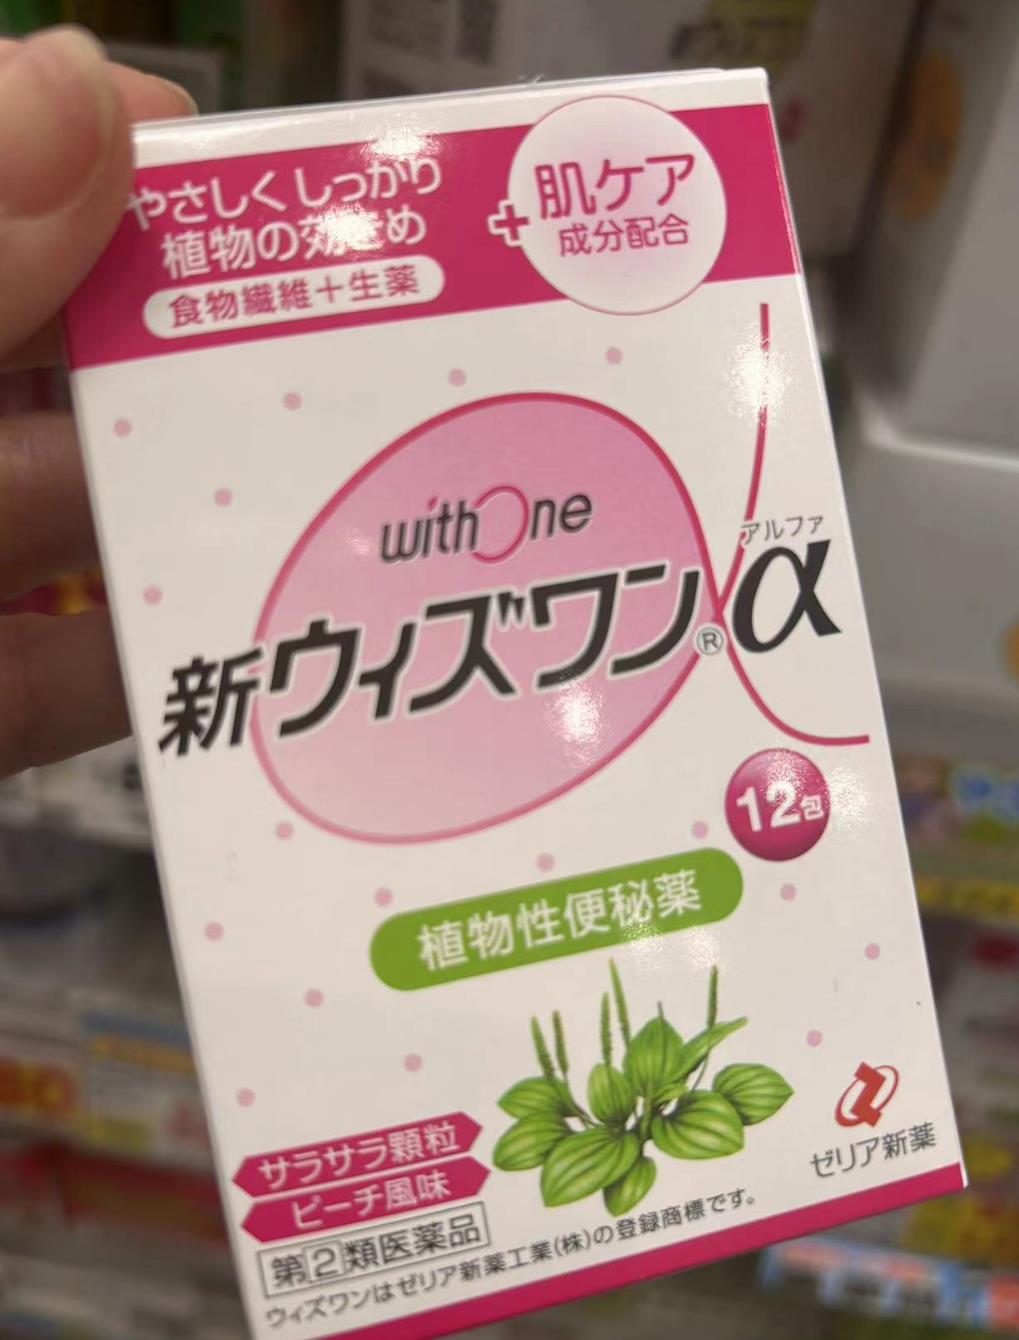 やさしく しっかり
植物の効きめ
食物繊維＋生薬
+ 肌ケア
成分配合
withOne
アルファ
新ウィズワン®α
12包
植物性便秘薬
サラサラ顆粒
ピーチ風味
第②類医薬品
ゼリア新薬
ウィズワンはゼリア新薬工業(株)の登録商標です。